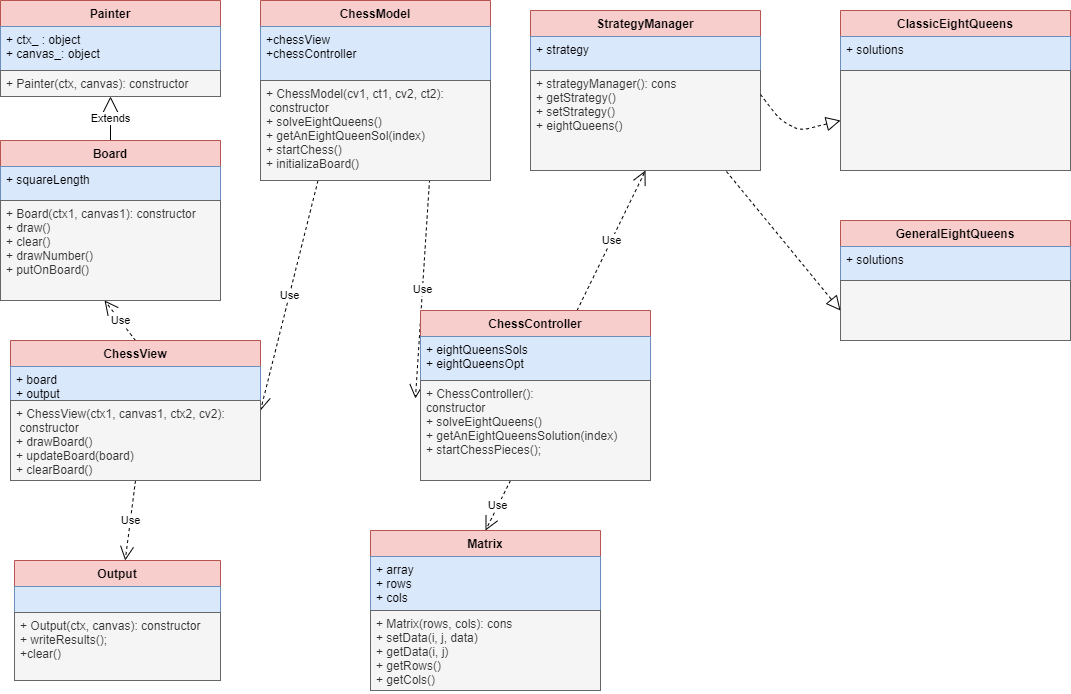 Painter
+ ctx_ : object
+ canvas_: object
+ Painter(ctx, canvas): constructor
Extends
Board
+ squareLength
+ Board(ctx1, canvas1): constructor
+ draw()
+ clear()
+ drawNumber()
+ putOnBoard()
Use
ChessView
+ board
+ output
+ ChessView(ctx1, canvas1, ctx2, cv2):
constructor
+ drawBoard()
+ updateBoard(board)
+ clearBoard()
Use
Output
+ Output(ctx, canvas): constructor
+ writeResults();
+clear()
ChessModel
+chessView
+chessController
+ ChessModel(cv1, ct1, cv2, ct2):
constructor
+ solveEightQueens()
+ getAnEightQueenSol(index)
+ startChess()
+ initializaBoard()
Use
Use
ChessController
+ eightQueensSols
+ eightQueensOpt
+ ChessController():
constructor
+ solveEightQueens()
+ getAnEightQueensSolution(index)
+ startChessPieces();
Use
Matrix
+ array
+ rows
+ cols
+ Matrix(rows, cols): cons
+ setData(i, j, data)
+ getData(i, j)
+ getRows()
+ getCols()
Use
StrategyManager
+ strategy
+ strategyManager(): cons
+ getStrategy()
+ setStrategy()
+ eightQueens()
ClassicEightQueens
+ solutions
GeneralEightQueens
+ solutions